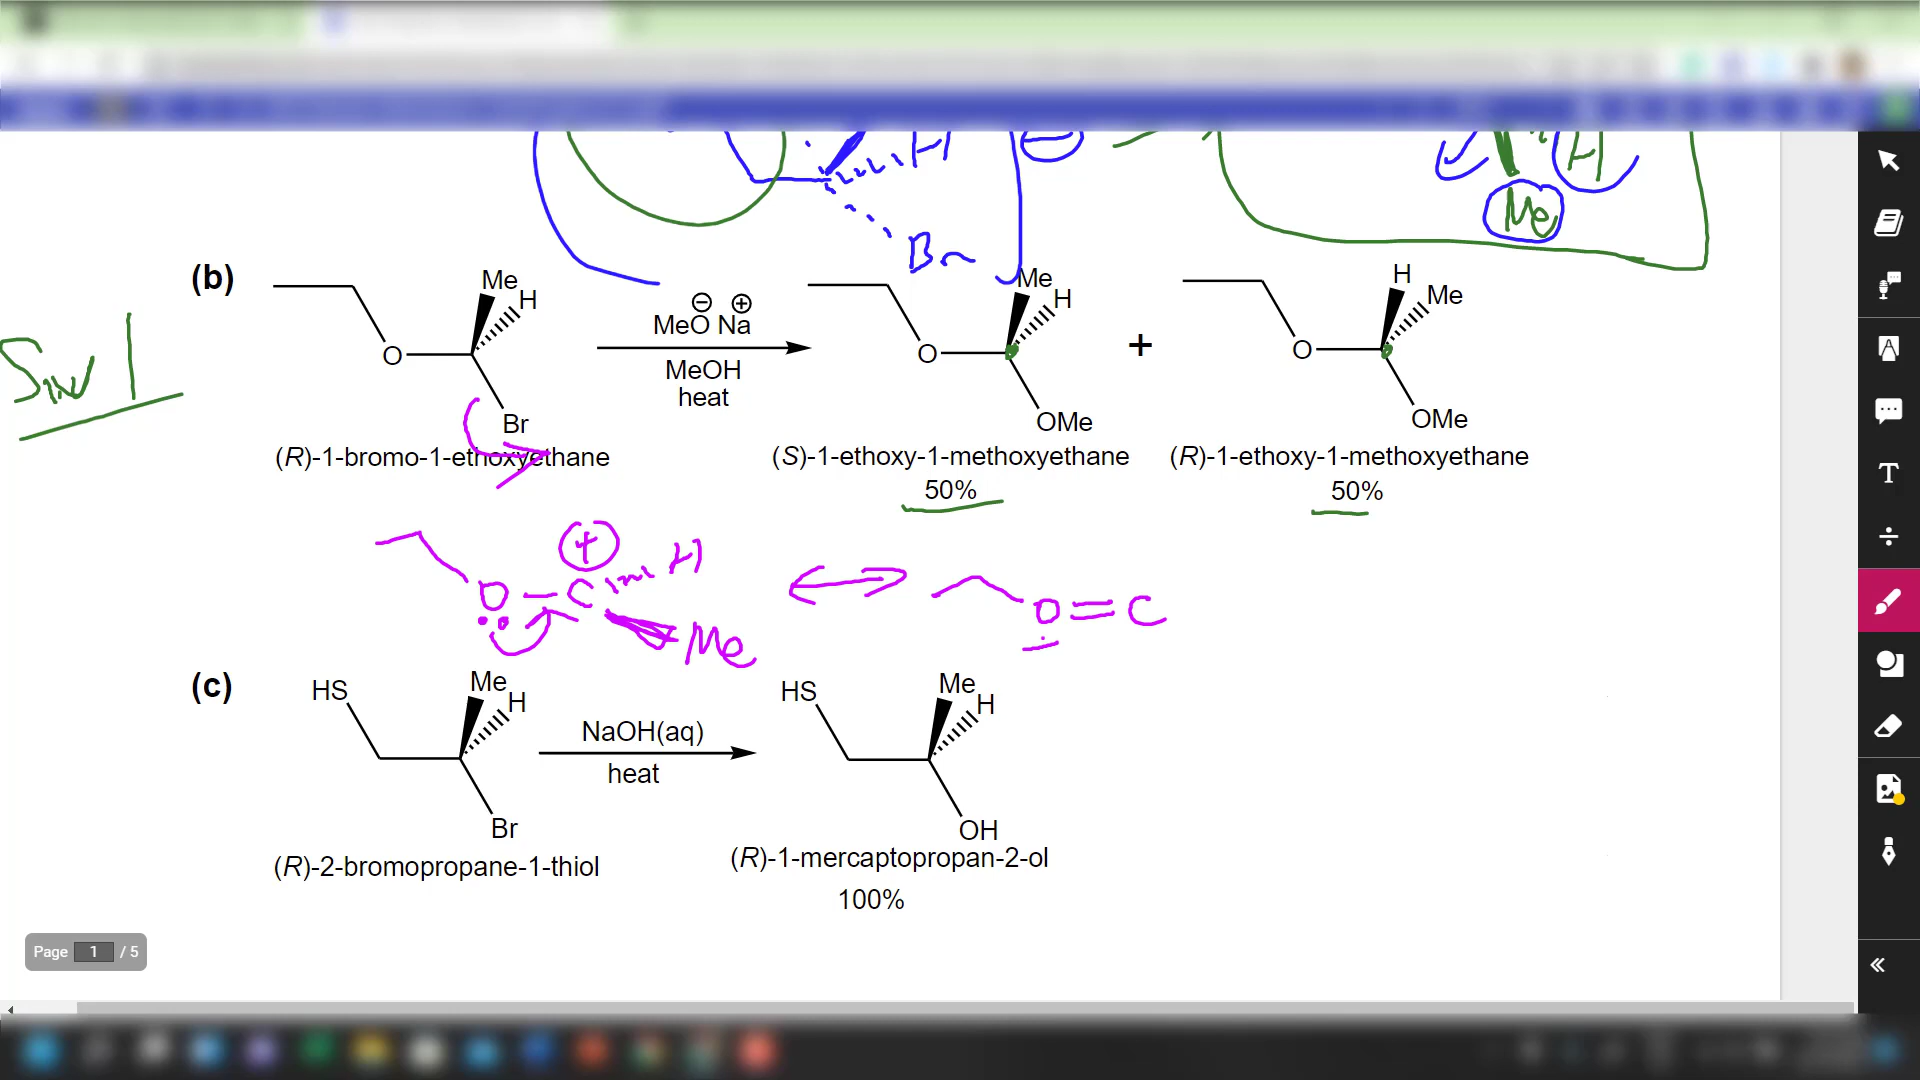 H
H
Me
Br
(b)
Me
H
O
Br
(R)-1-bromo-1-ethoxyethane
MeO⊖ Na⊕
MeOH
heat
Me
H
O
OMe
(S)-1-ethoxy-1-methoxyethane
50%
+
H
Me
O
OMe
(R)-1-ethoxy-1-methoxyethane
50%
SN1
O
C
+
H
Me
O=C
(c)
HS
Me
H
Br
(R)-2-bromopropane-1-thiol
NaOH(aq)
heat
HS
Me
H
OH
(R)-1-mercaptopropan-2-ol
100%
Page 1 / 5